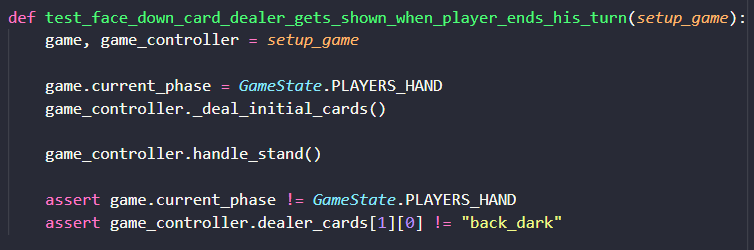 def test_face_down_card_dealer_gets_shown_when_player_ends_his_turn(setup_game):
game, game_controller = setup_game
game.current_phase = GameState.PLAYERS_HAND
game_controller._deal_initial_cards()
game_controller.handle_stand()
assert game.current_phase != GameState.PLAYERS_HAND
assert game_controller.dealer_cards[1][0] != "back_dark"